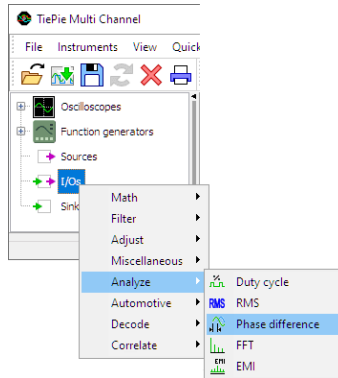 TiePie Multi Channel
File Instruments View Quick
Oscilloscopes
Function generators
Sources
I/Os
Sink
Math
Filter
Adjust
Miscellaneous
Analyze
Automotive
Decode
Correlate
% Duty cycle
RMS RMS
Phase difference
FFT
EMI EMI